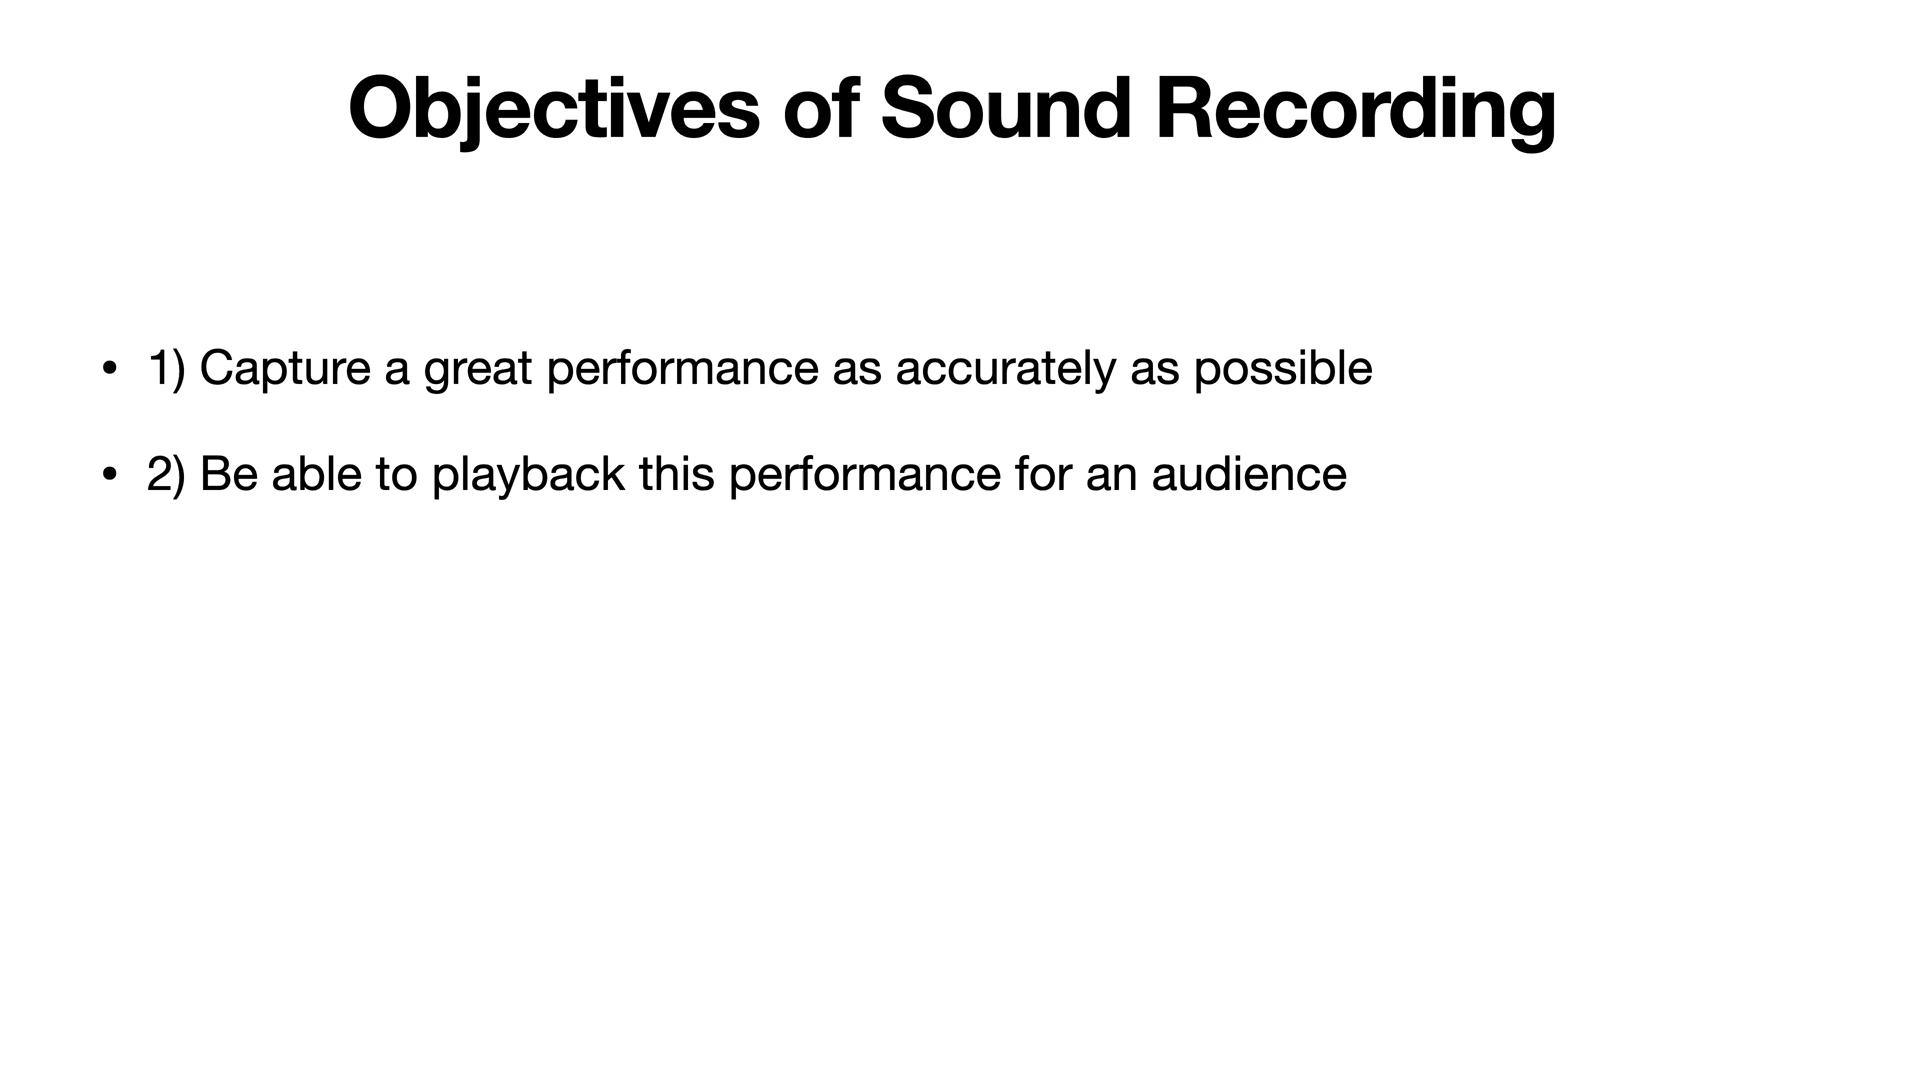 Objectives of Sound Recording
• 1) Capture a great performance as accurately as possible
• 2) Be able to playback this performance for an audience